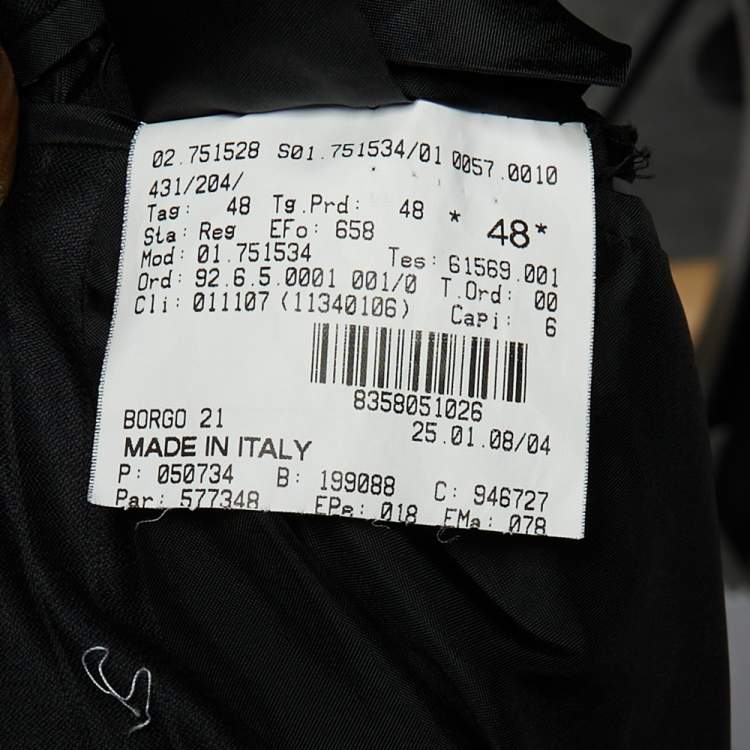 02.751528 S01.751534/01 0057.0010
431/204/
Tag: 48 Tg.Prd: 48 * 48*
Sta: Reg EFo: 658
Mod: 01.751534 Tes: 61569.001
Ord: 92.6.5.0001 001/0 T.Ord: 00
Cli: 011107 (11340106) Capi: 6
8358051026
BORGO 21 25.01.08/04
MADE IN ITALY
P: 050734 B: 199088 C: 946727
Par: 577348 EPe: 018 EMa: 078